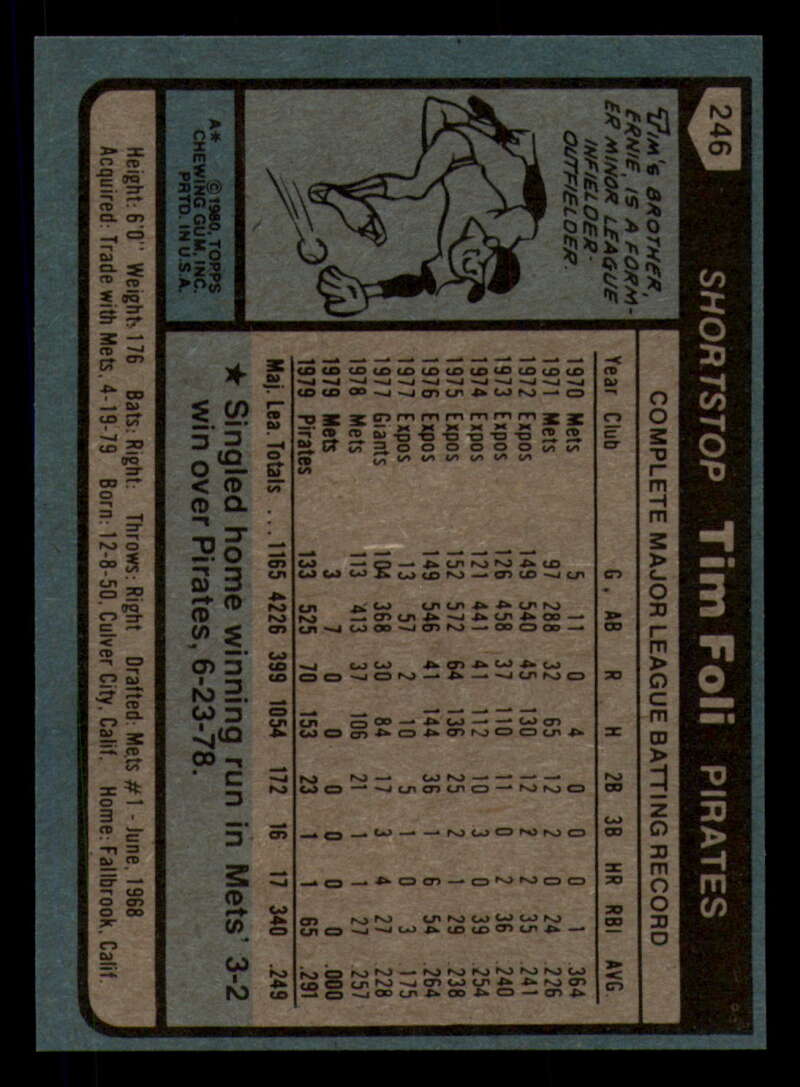 246 SHORTSTOP Tim Foli PIRATES
TIM'S BROTHER,
ERNIE, IS A FORM-
ER MINOR LEAGUE
INFIELDER-
OUTFIELDER.
COMPLETE MAJOR LEAGUE BATTING RECORD
Year Club G AB R H 2B 3B HR RBI AVG.
1970 Mets 5 11 0 4 0 0 0 1 .364
1971 Mets 97 288 32 65 12 2 0 24 .226
1972 Expos 149 540 45 130 12 2 2 35 .241
1973 Expos 126 458 37 110 11 0 2 36 .240
1974 Expos 121 441 41 112 10 3 0 39 .254
1975 Expos 152 572 64 136 25 2 1 29 .238
1976 Expos 149 546 41 144 36 1 6 54 .264
1977 Expos 13 57 2 10 5 1 0 3 .175
1977 Giants 104 368 30 84 17 3 4 27 .228
1978 Mets 113 413 37 106 21 1 1 27 .257
1979 Mets 3 7 0 0 0 0 0 0 .000
1979 Pirates 133 525 70 153 23 1 1 65 .291
Maj. Lea. Totals ... 1165 4226 399 1054 172 16 17 340 .249
★ Singled home winning run in Mets' 3-2
win over Pirates, 6-23-78.
A* © 1980, TOPPS
CHEWING GUM, INC.
PRTD. IN U.S.A.
Height: 6'0" Weight: 176 Bats: Right Throws: Right Drafted: Mets #1 - June, 1968
Acquired: Trade with Mets, 4-19-79 Born: 12-8-50, Culver City, Calif. Home: Fallbrook, Calif.